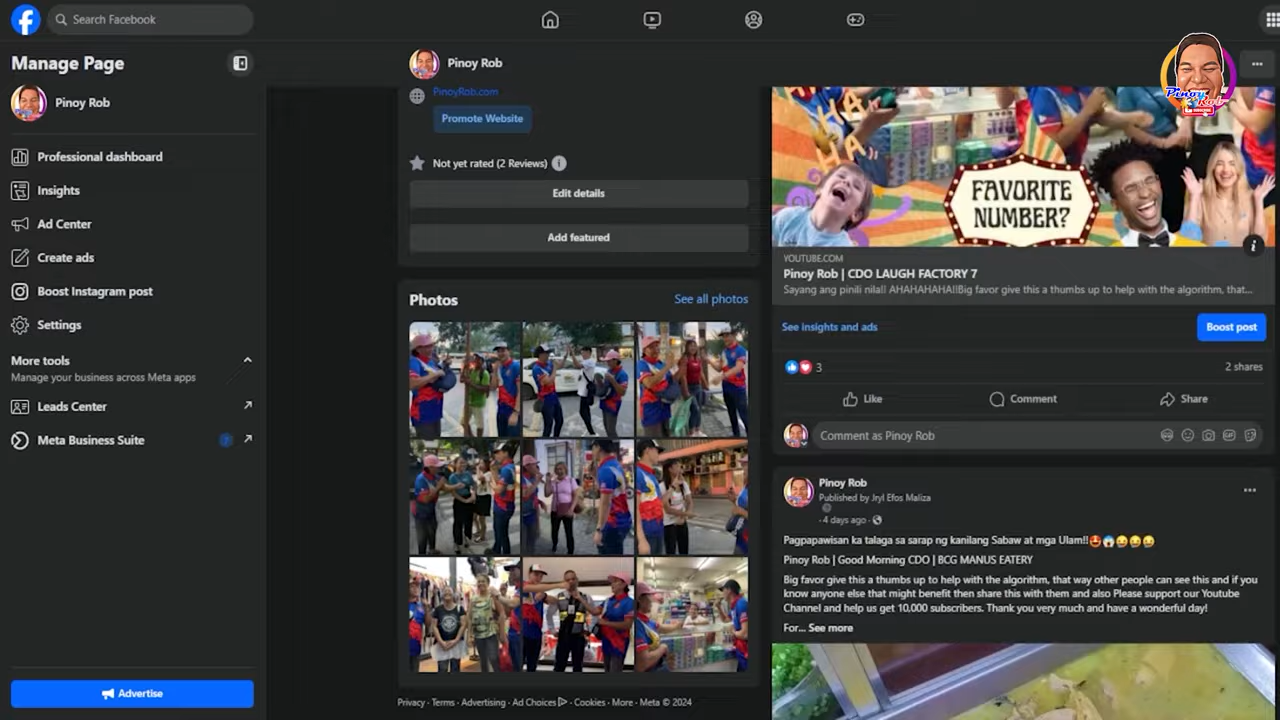 Search Facebook
Manage Page
Pinoy Rob
Professional dashboard
Insights
Ad Center
Create ads
Boost Instagram post
Settings
More tools
Manage your business across Meta apps
Leads Center
Meta Business Suite
Advertise
Pinoy Rob
PinoyRob.com
Promote Website
Not yet rated (2 Reviews)
Edit details
Add featured
Photos
See all photos
Privacy · Terms · Advertising · Ad Choices · Cookies · More · Meta © 2024
Pinoy
Rob
HA
HA
FAVORITE
NUMBER?
YOUTUBE.COM
Pinoy Rob | CDO LAUGH FACTORY 7
Sayang ang pinili nila!! AHAHAHAHA!!Big favor give this a thumbs up to help with the algorithm, that...
See insights and ads
Boost post
3
2 shares
Like
Comment
Share
Comment as Pinoy Rob
GIF
Pinoy Rob
Published by Jryl Efos Maliza
· 4 days ago ·
Pagpapawisan ka talaga sa sarap ng kanilang Sabaw at mga Ulam!!🤩😱😄🤣🤣
Pinoy Rob | Good Morning CDO | BCG MANUS EATERY
Big favor give this a thumbs up to help with the algorithm, that way other people can see this and if you
know anyone else that might benefit then share this with them and also Please support our Youtube
Channel and help us get 10,000 subscribers. Thank you very much and have a wonderful day!
For... See more